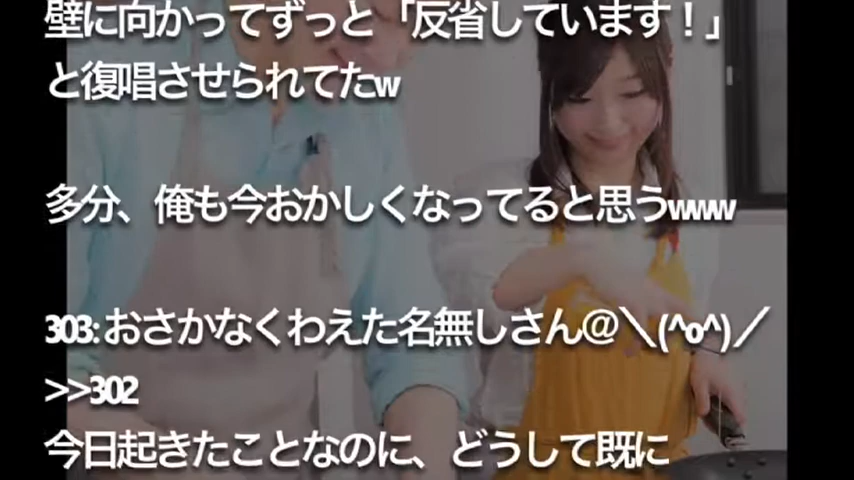 壁に向かってずっと「反省しています！」
と復唱させられてたw
多分、俺も今おかしくなってると思うwww
303: おさかなくわえた名無しさん@＼(^o^)／
>>302
今日起きたことなのに、どうして既に